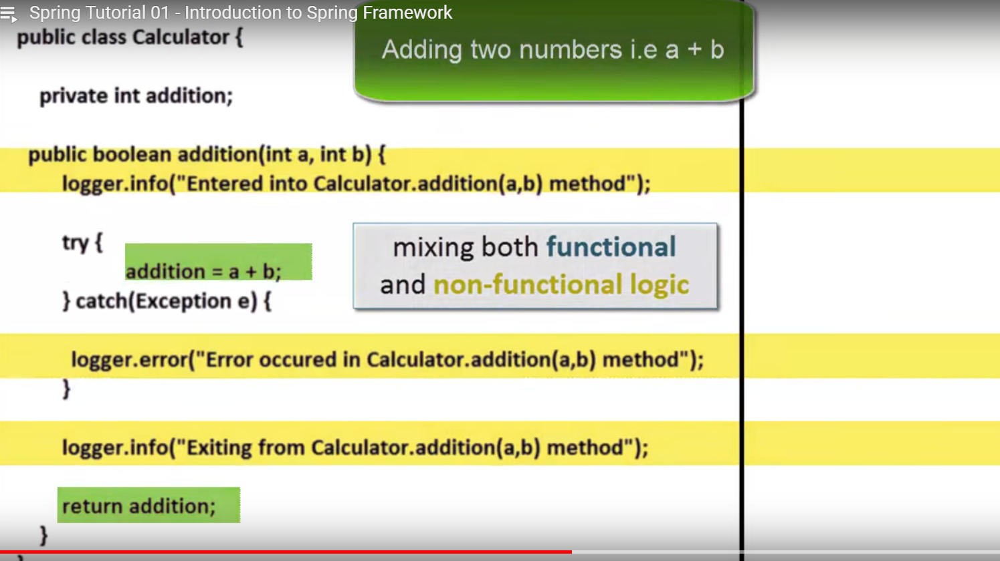 Spring Tutorial 01 - Introduction to Spring Framework
public class Calculator {
Adding two numbers i.e a + b
private int addition;
public boolean addition(int a, int b) {
logger.info("Entered into Calculator.addition(a,b) method");
try {
addition = a + b;
} catch(Exception e) {
mixing both functional
and non-functional logic
logger.error("Error occured in Calculator.addition(a,b) method");
}
logger.info("Exiting from Calculator.addition(a,b) method");
return addition;
}
}